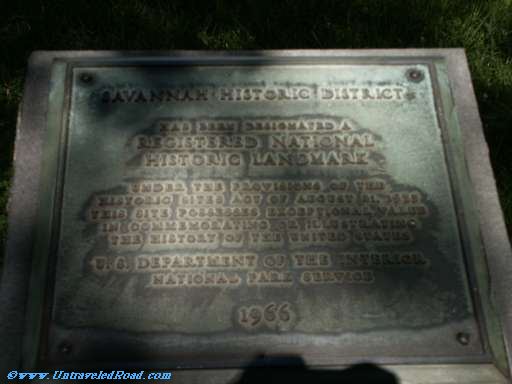 SAVANNAH HISTORIC DISTRICT
HAS BEEN DESIGNATED A
REGISTERED NATIONAL
HISTORIC LANDMARK
UNDER THE PROVISIONS OF THE
HISTORIC SITES ACT OF AUGUST 21, 1935
THIS SITE POSSESSES EXCEPTIONAL VALUE
IN COMMEMORATING OR ILLUSTRATING
THE HISTORY OF THE UNITED STATES
U.S. DEPARTMENT OF THE INTERIOR
NATIONAL PARK SERVICE
1966
©www.UntraveledRoad.com